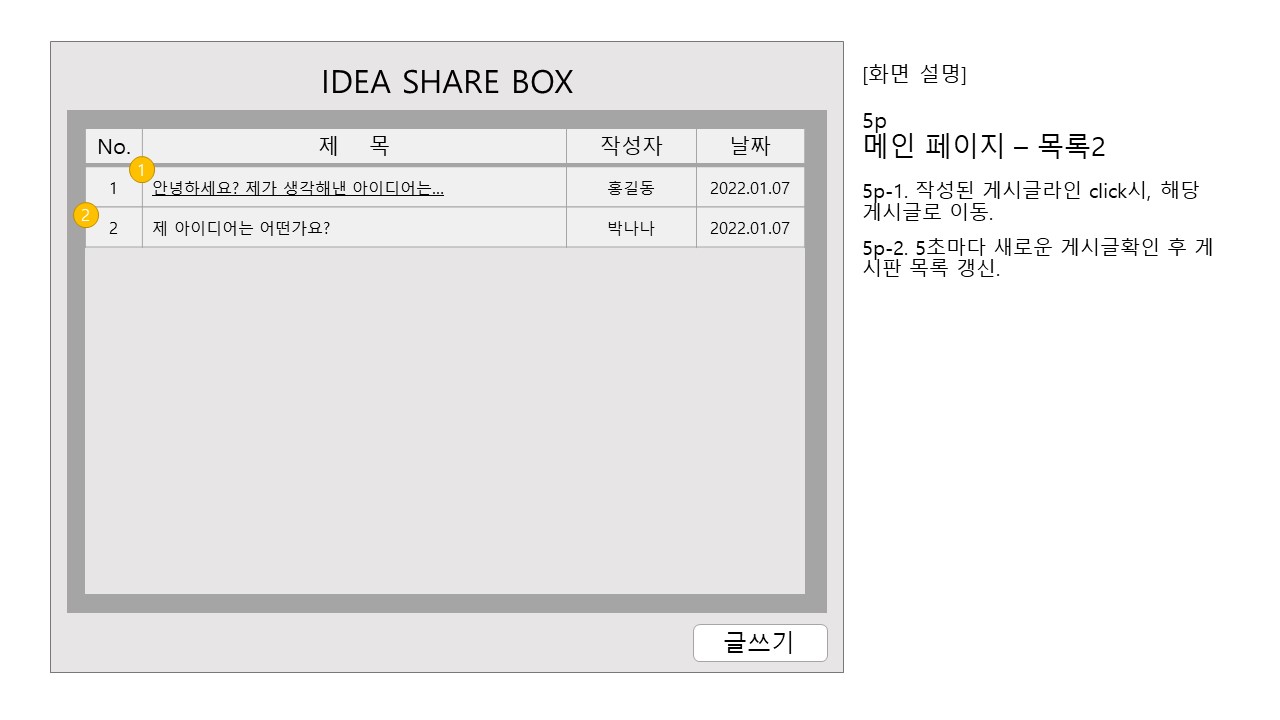 IDEA SHARE BOX
No. 제 목 작성자 날짜
1
1 안녕하세요? 제가 생각해낸 아이디어는... 홍길동 2022.01.07
2
2 제 아이디어는 어떤가요? 박나나 2022.01.07
글쓰기
[화면 설명]
5p
메인 페이지 – 목록2
5p-1. 작성된 게시글라인 click시, 해당
게시글로 이동.
5p-2. 5초마다 새로운 게시글확인 후 게
시판 목록 갱신.